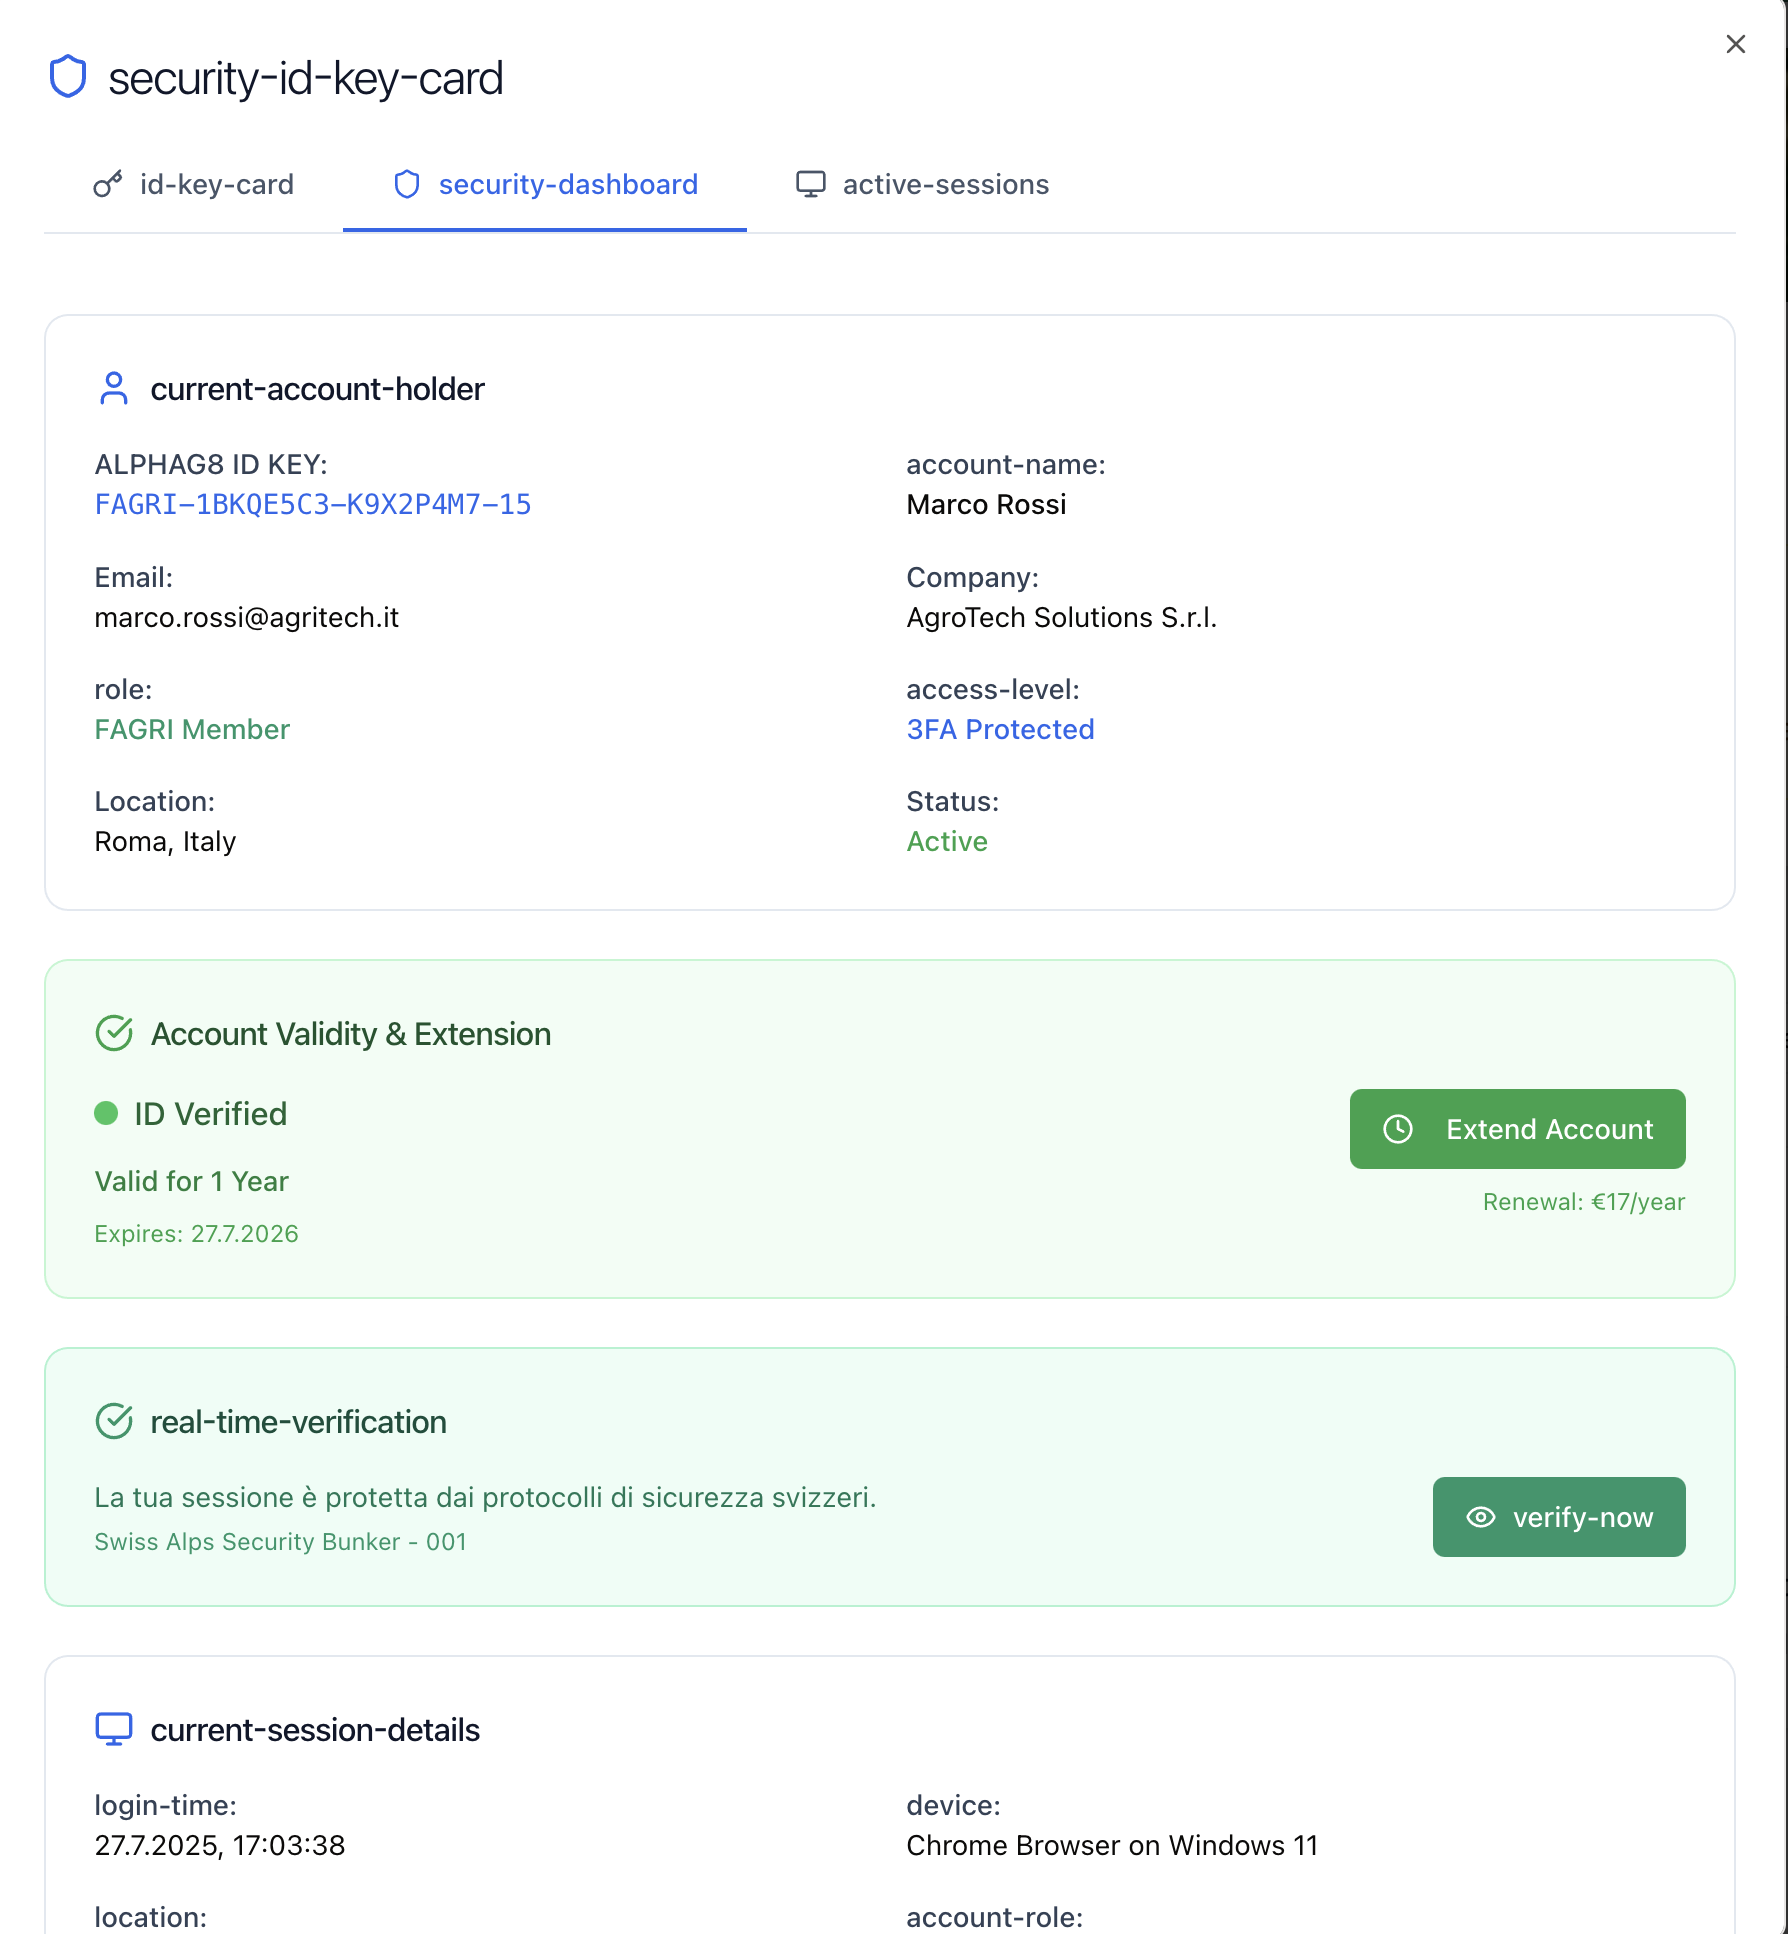 security-id-key-card
id-key-card security-dashboard active-sessions
current-account-holder
ALPHAG8 ID KEY: account-name:
FAGRI-1BKQE5C3-K9X2P4M7-15 Marco Rossi
Email: Company:
marco.rossi@agritech.it AgroTech Solutions S.r.l.
role: access-level:
FAGRI Member 3FA Protected
Location: Status:
Roma, Italy Active
Account Validity & Extension
ID Verified
Extend Account
Valid for 1 Year
Renewal: €17/year
Expires: 27.7.2026
real-time-verification
La tua sessione è protetta dai protocolli di sicurezza svizzeri.
verify-now
Swiss Alps Security Bunker - 001
current-session-details
login-time: device:
27.7.2025, 17:03:38 Chrome Browser on Windows 11
location: account-role: